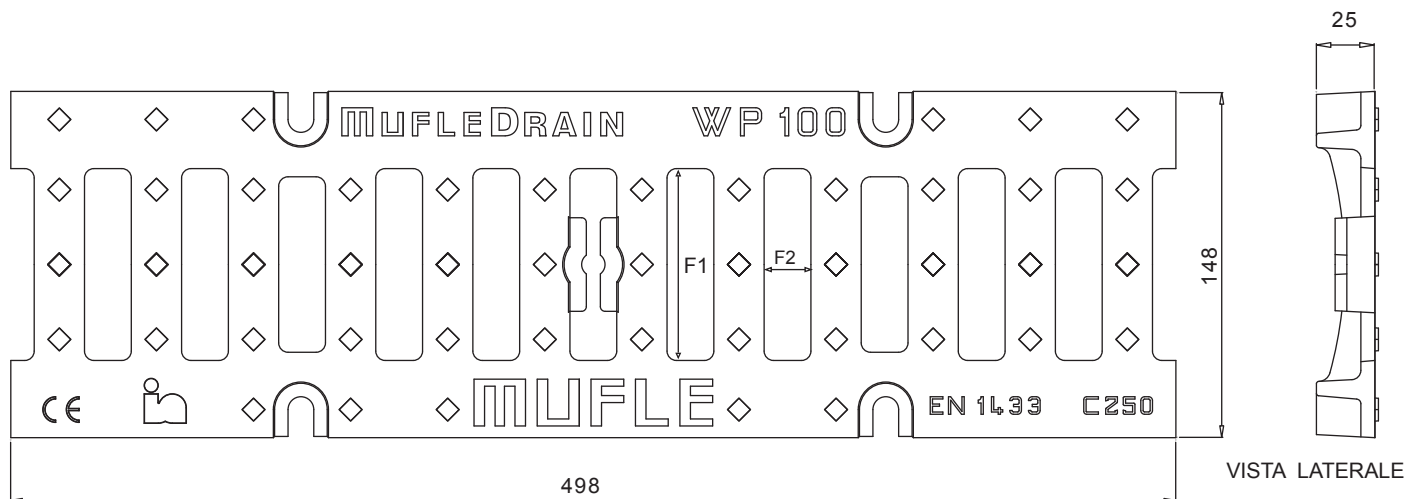 25
MUFLEDRAIN WP 100
F1
F2
148
CE
MUFLE
EN 1433 C250
VISTA LATERALE
498